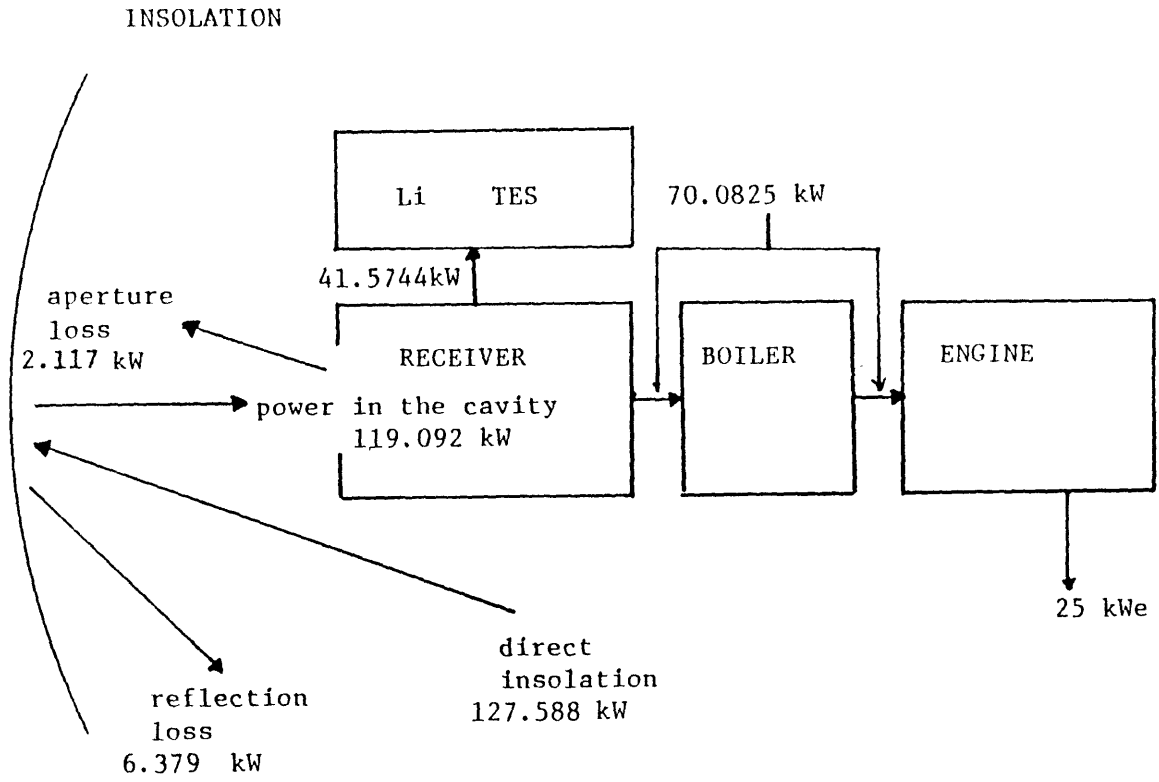 INSOLATION
Li TES
70.0825 kW
41.5744kW
aperture
loss
2.117 kW
RECEIVER
BOILER
ENGINE
power in the cavity
119.092 kW
25 kWe
direct
insolation
127.588 kW
reflection
loss
6.379 kW